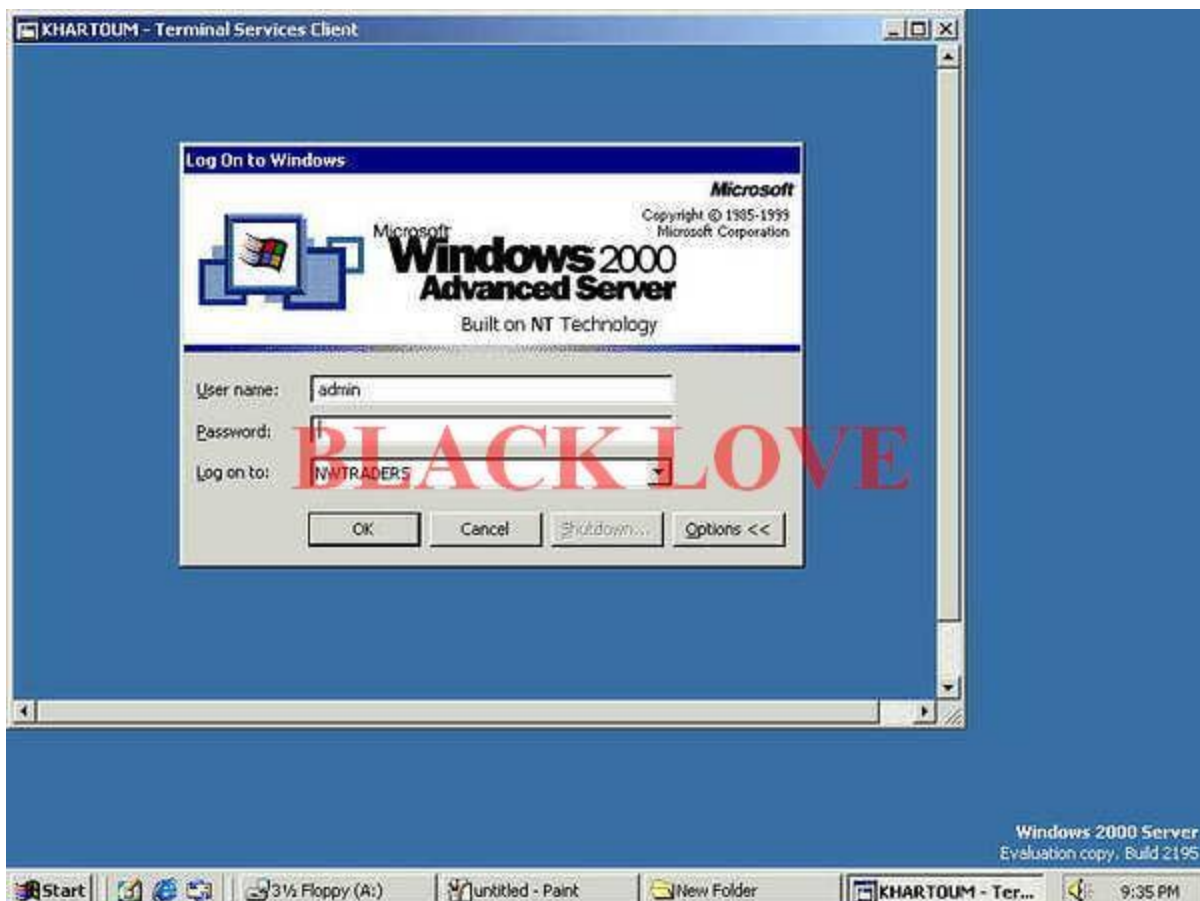 KHARTOUM - Terminal Services Client
Log On to Windows
Microsoft
Copyright © 1985-1999
Microsoft Corporation
Microsoft
Windows 2000
Advanced Server
Built on NT Technology
User name: admin
Password:
BLACK LOVE
Log on to: NWTRADERS
OK Cancel Shutdown... Options <<
Windows 2000 Server
Evaluation copy. Build 2195
Start 3½ Floppy (A:) untitled - Paint New Folder KHARTOUM - Ter... 9:35 PM